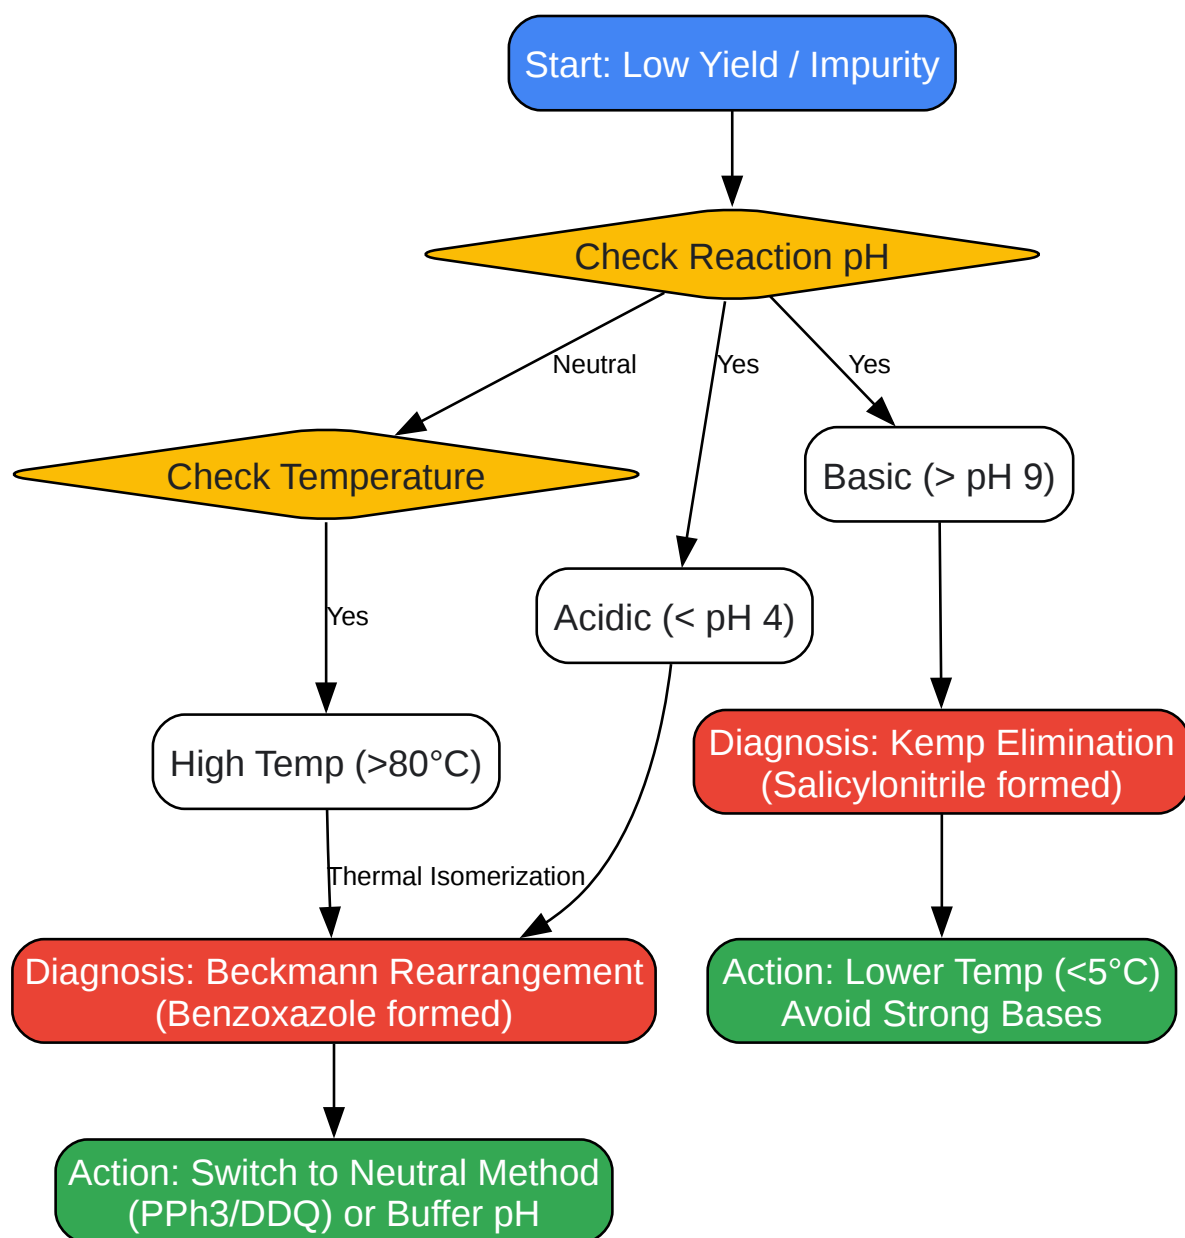 Start: Low Yield / Impurity
Check Reaction pH
Neutral
Yes
Yes
Check Temperature
Basic (> pH 9)
Yes
Acidic (< pH 4)
High Temp (>80°C)
Diagnosis: Kemp Elimination
(Salicylonitrile formed)
Thermal Isomerization
Diagnosis: Beckmann Rearrangement
(Benzoxazole formed)
Action: Lower Temp (<5°C)
Avoid Strong Bases
Action: Switch to Neutral Method
(PPh3/DDQ) or Buffer pH